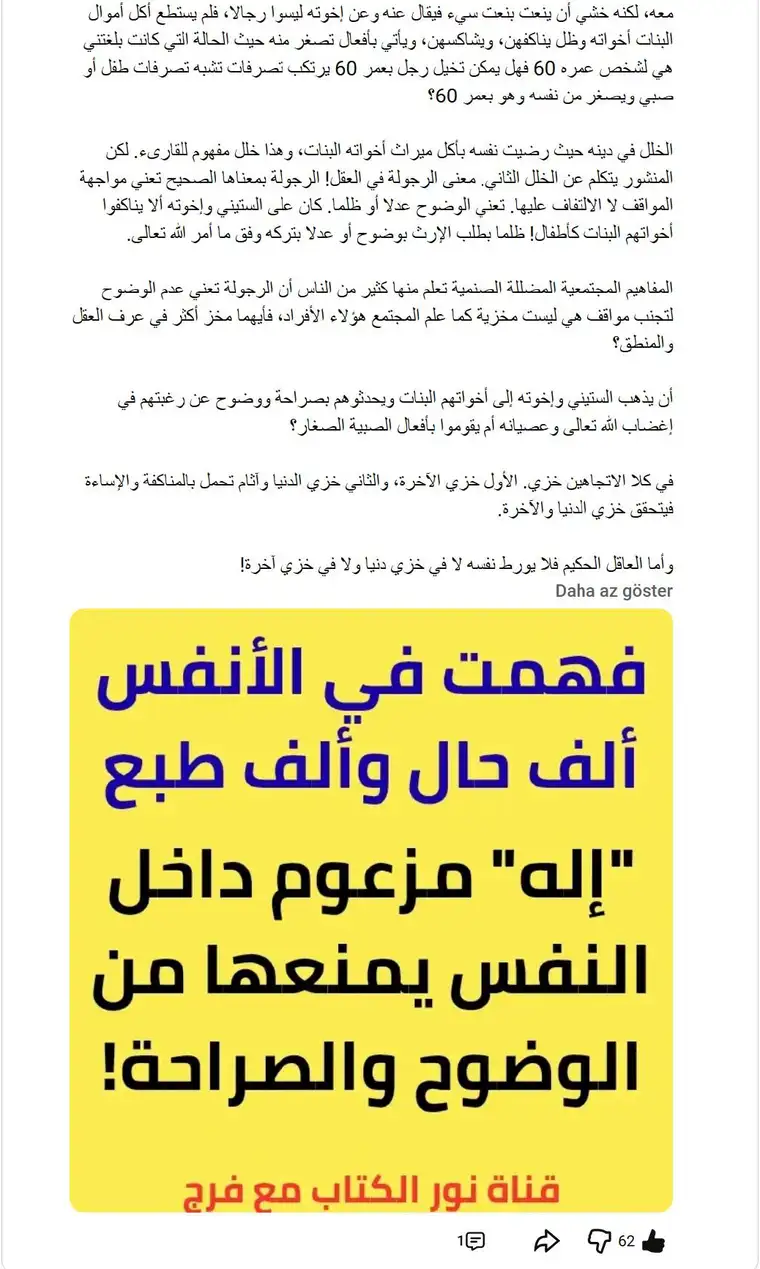 معه، لكنه خشي أن ينعت بنعت سيء فيقال عنه وعن إخوته ليسوا رجالا، فلم يستطع أكل أموال
البنات أخواته وظل يناكفهن، ويشاكسهن، ويأتي بأفعال تصغر منه حيث الحالة التي كانت بلغتني
هي لشخص عمره 60 فهل يمكن تخيل رجل بعمر 60 يرتكب تصرفات تشبه تصرفات طفل أو
صبي ويصغر من نفسه وهو بعمر 60؟
الخلل في دينه حيث رضيت نفسه بأكل ميراث أخواته البنات، وهذا خلل مفهوم للقارىء. لكن
المنشور يتكلم عن الخلل الثاني. معنى الرجولة في العقل! الرجولة بمعناها الصحيح تعني مواجهة
المواقف لا الالتفاف عليها. تعني الوضوح عدلا أو ظلما. كان على الستيني وإخوته ألا يناكفوا
أخواتهم البنات كأطفال! ظلما بطلب الإرث بوضوح أو عدلا بتركه وفق ما أمر الله تعالى.
المفاهيم المجتمعية المضللة الصنمية تعلم منها كثير من الناس أن الرجولة تعني عدم الوضوح
لتجنب مواقف هي ليست مخزية كما علم المجتمع هؤلاء الأفراد، فأيهما مخز أكثر في عرف العقل
والمنطق؟
أن يذهب الستيني وإخوته إلى أخواتهم البنات ويحدثوهم بصراحة ووضوح عن رغبتهم في
إغضاب الله تعالى وعصيانه أم يقوموا بأفعال الصبية الصغار؟
في كلا الاتجاهين خزي. الأول خزي الآخرة، والثاني خزي الدنيا وآثام تحمل بالمناكفة والإساءة
فيتحقق خزي الدنيا والآخرة.
وأما العاقل الحكيم فلا يورط نفسه لا في خزي دنيا ولا في خزي آخرة!
Daha az göster
فهمت في الأنفس
ألف حال وألف طبع
"إله" مزعوم داخل
النفس يمنعها من
الوضوح والصراحة!
قناة نور الكتاب مع فرج
62
1